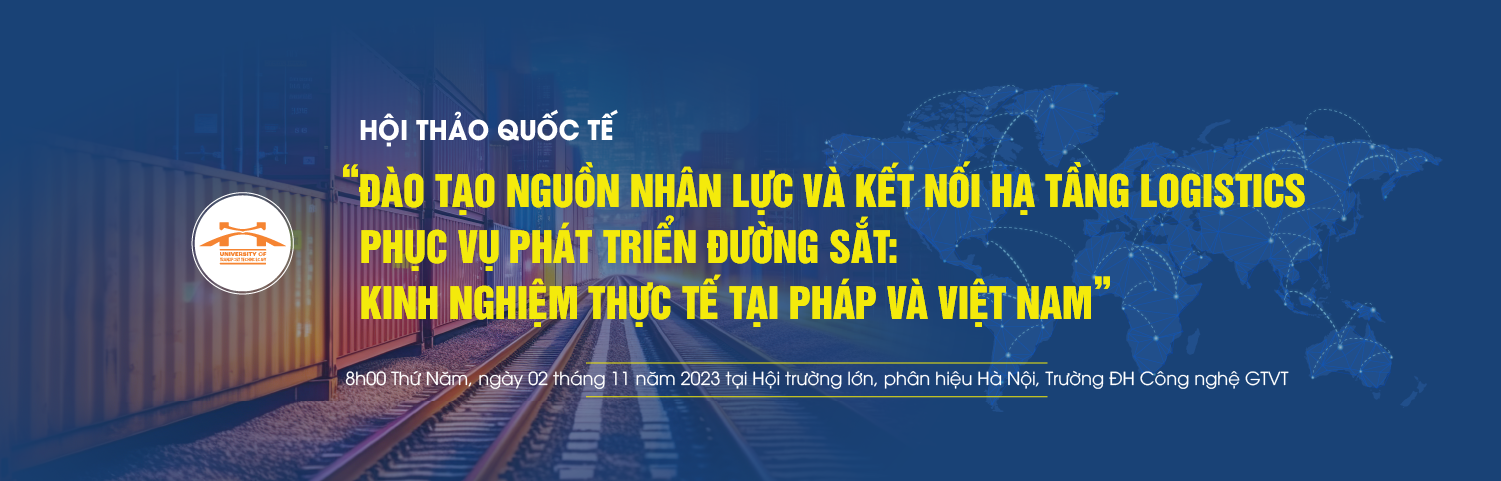 HỘI THẢO QUỐC TẾ
“ĐÀO TẠO NGUỒN NHÂN LỰC VÀ KẾT NỐI HẠ TẦNG LOGISTICS
PHỤC VỤ PHÁT TRIỂN ĐƯỜNG SẮT:
KINH NGHIỆM THỰC TẾ TẠI PHÁP VÀ VIỆT NAM”
UNIVERSITY OF
8h00 Thứ Năm, ngày 02 tháng 11 năm 2023 tại Hội trường lớn, phân hiệu Hà Nội, Trường ĐH Công nghệ GTVT